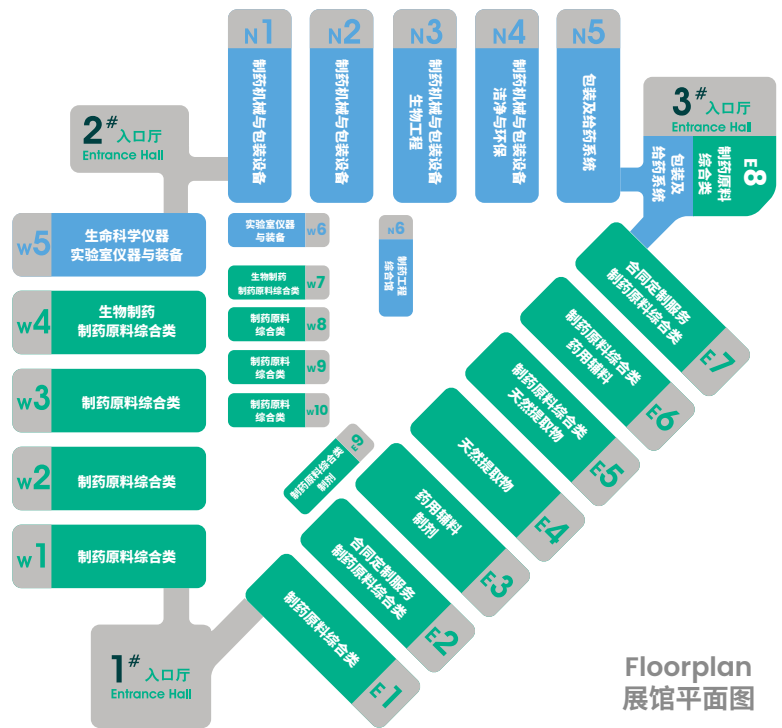 N1
制药机械与包装设备
N2
制药机械与包装设备
N3
制药机械与包装设备
生物工程
N4
制药机械与包装设备
洁净与环保
N5
包装及给药系统
2# 入口厅
Entrance Hall
3# 入口厅
Entrance Hall
包装及
给药系统
E8
制药原料
综合类
W5
生命科学仪器
实验室仪器与装备
实验室仪器
与装备
W6
N6
制药工程
综合馆
W4
生物制药
制药原料综合类
生物制药
制药原料综合类
W7
制药原料
综合类
W8
制药原料
综合类
W9
制药原料
综合类
W10
W3
制药原料综合类
W2
制药原料综合类
W1
制药原料综合类
合同定制服务
制药原料综合类
E7
制药原料综合类
药用辅料
E6
制药原料综合类
天然提取物
E5
天然提取物
E4
药用辅料
制剂
E3
E9
制药原料综合类
制剂
合同定制服务
制药原料综合类
E2
制药原料综合类
E1
1# 入口厅
Entrance Hall
Floorplan
展馆平面图